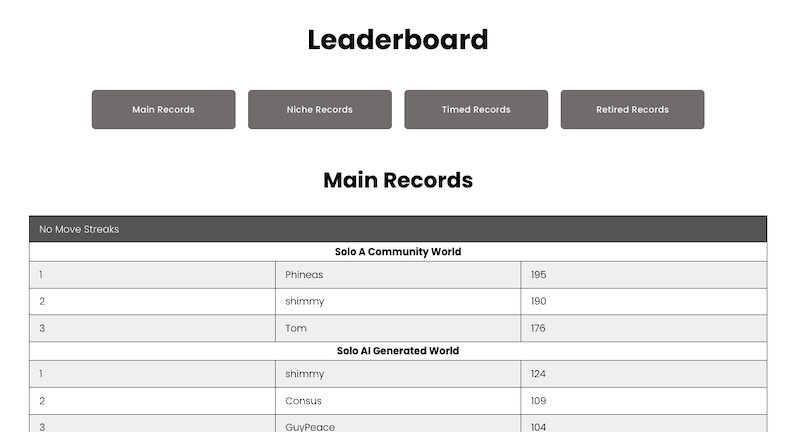 Leaderboard
Main Records Niche Records Timed Records Retired Records
Main Records
No Move Streaks
Solo A Community World
1 Phineas 195
2 shimmy 190
3 Tom 176
Solo AI Generated World
1 shimmy 124
2 Consus 109
3 GuyPeace 104